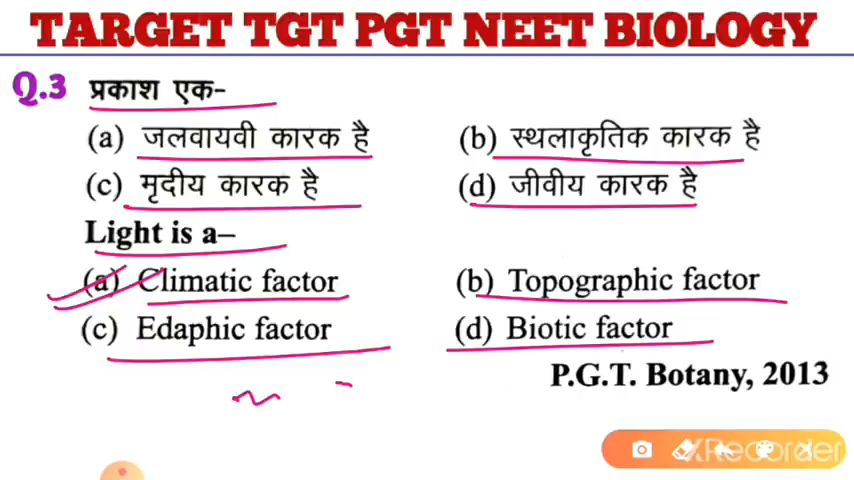 TARGET TGT PGT NEET BIOLOGY
Q.3 प्रकाश एक-
(a) जलवायवी कारक है (b) स्थलाकृतिक कारक है
(c) मृदीय कारक है (d) जीवीय कारक है
Light is a–
(a) Climatic factor (b) Topographic factor
(c) Edaphic factor (d) Biotic factor
P.G.T. Botany, 2013
XRecorder